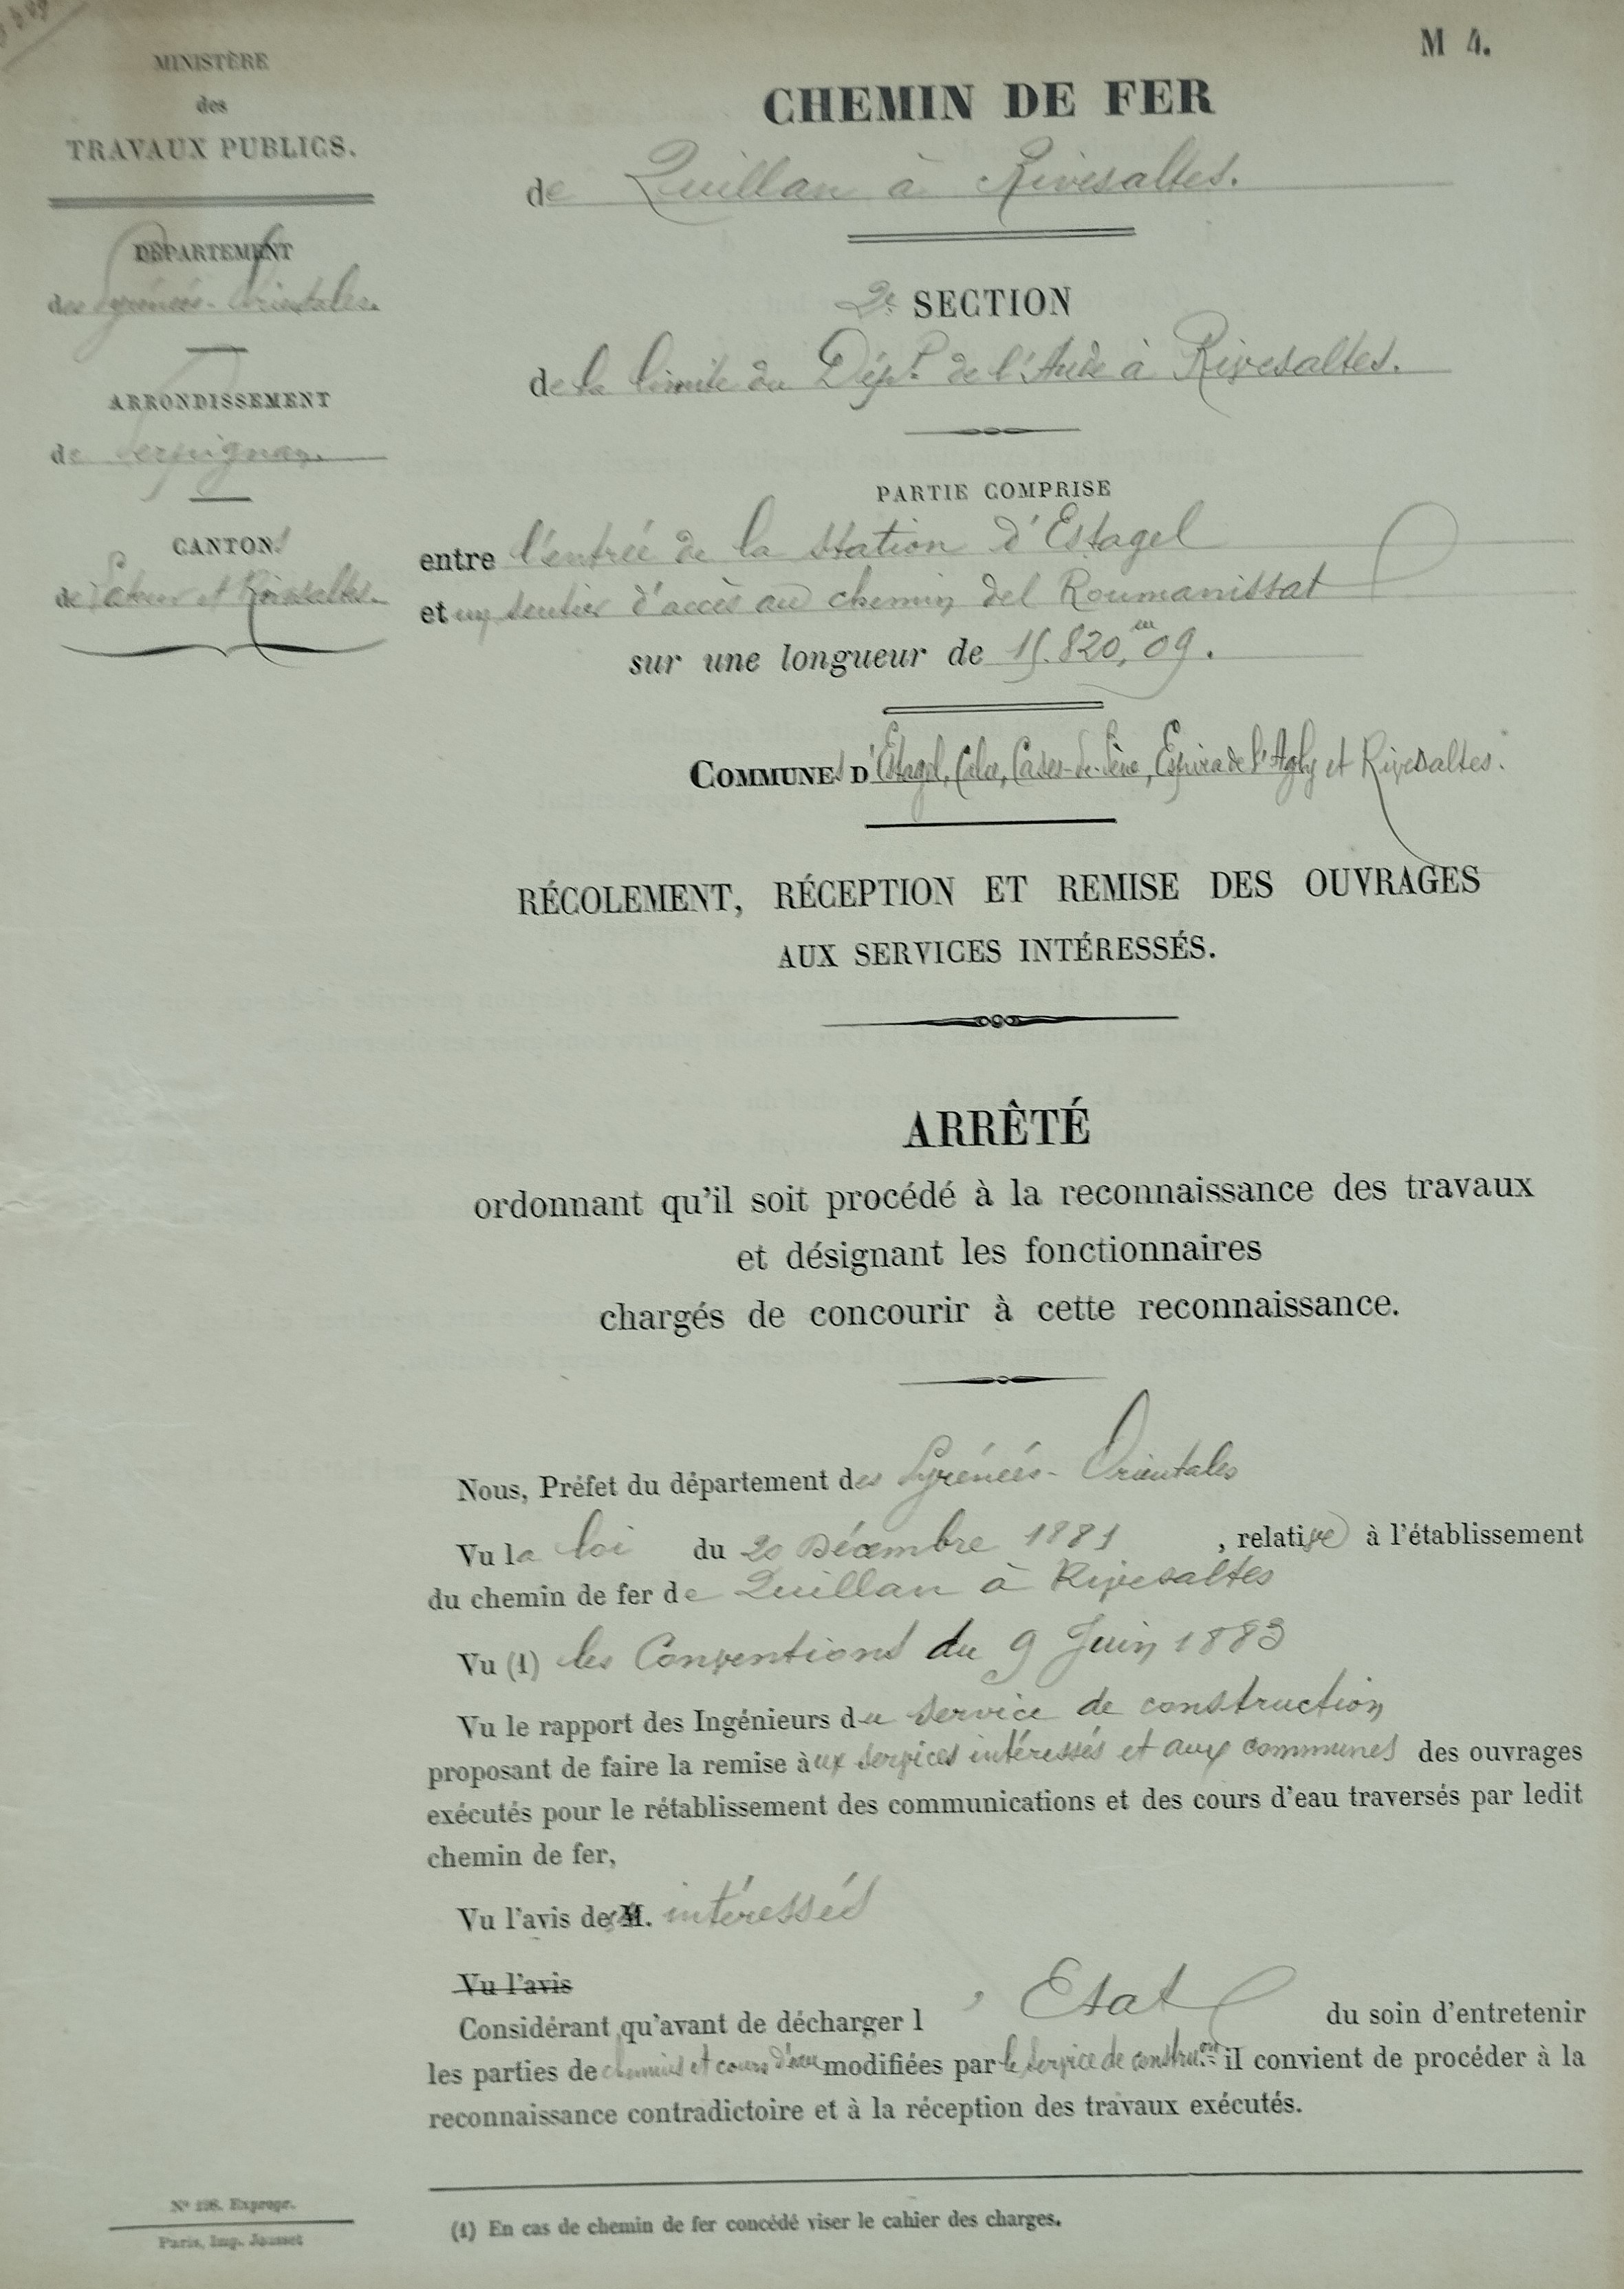 M 4.
MINISTÈRE
des
TRAVAUX PUBLICS.
DÉPARTEMENT
des Pyrénées-Orientales.
ARRONDISSEMENT
de Perpignan.
CANTONS
de Latour et Rivesaltes.
CHEMIN DE FER
de Quillan à Rivesaltes.
2e SECTION
de la limite du Dépt. de l'Aude à Rivesaltes.
PARTIE COMPRISE
entre l'entrée de la station d'Estagel
et un sentier d'accès au chemin del Roumanissat
sur une longueur de 15.820,m09.
COMMUNES D'Estagel, Calce, Cases-de-Pène, Espira de l'Agly et Rivesaltes.
RÉCOLEMENT, RÉCEPTION ET REMISE DES OUVRAGES
AUX SERVICES INTÉRESSÉS.
ARRÊTÉ
ordonnant qu'il soit procédé à la reconnaissance des travaux
et désignant les fonctionnaires
chargés de concourir à cette reconnaissance.
Nous, Préfet du département des Pyrénées-Orientales
Vu la loi du 20 Décembre 1881, relative à l'établissement
du chemin de fer de Quillan à Rivesaltes
Vu (1) les Conventions du 9 Juin 1883
Vu le rapport des Ingénieurs du service de construction
proposant de faire la remise aux services intéressés et aux communes des ouvrages
exécutés pour le rétablissement des communications et des cours d'eau traversés par ledit
chemin de fer,
Vu l'avis des M. intéressés
Vu l'avis
Considérant qu'avant de décharger l'Etat du soin d'entretenir
les parties de chemins et cours d'eau modifiées par le service de construon il convient de procéder à la
reconnaissance contradictoire et à la réception des travaux exécutés.
(1) En cas de chemin de fer concédé viser le cahier des charges.
Nº 196. Expropr.
Paris, Imp. Jousset